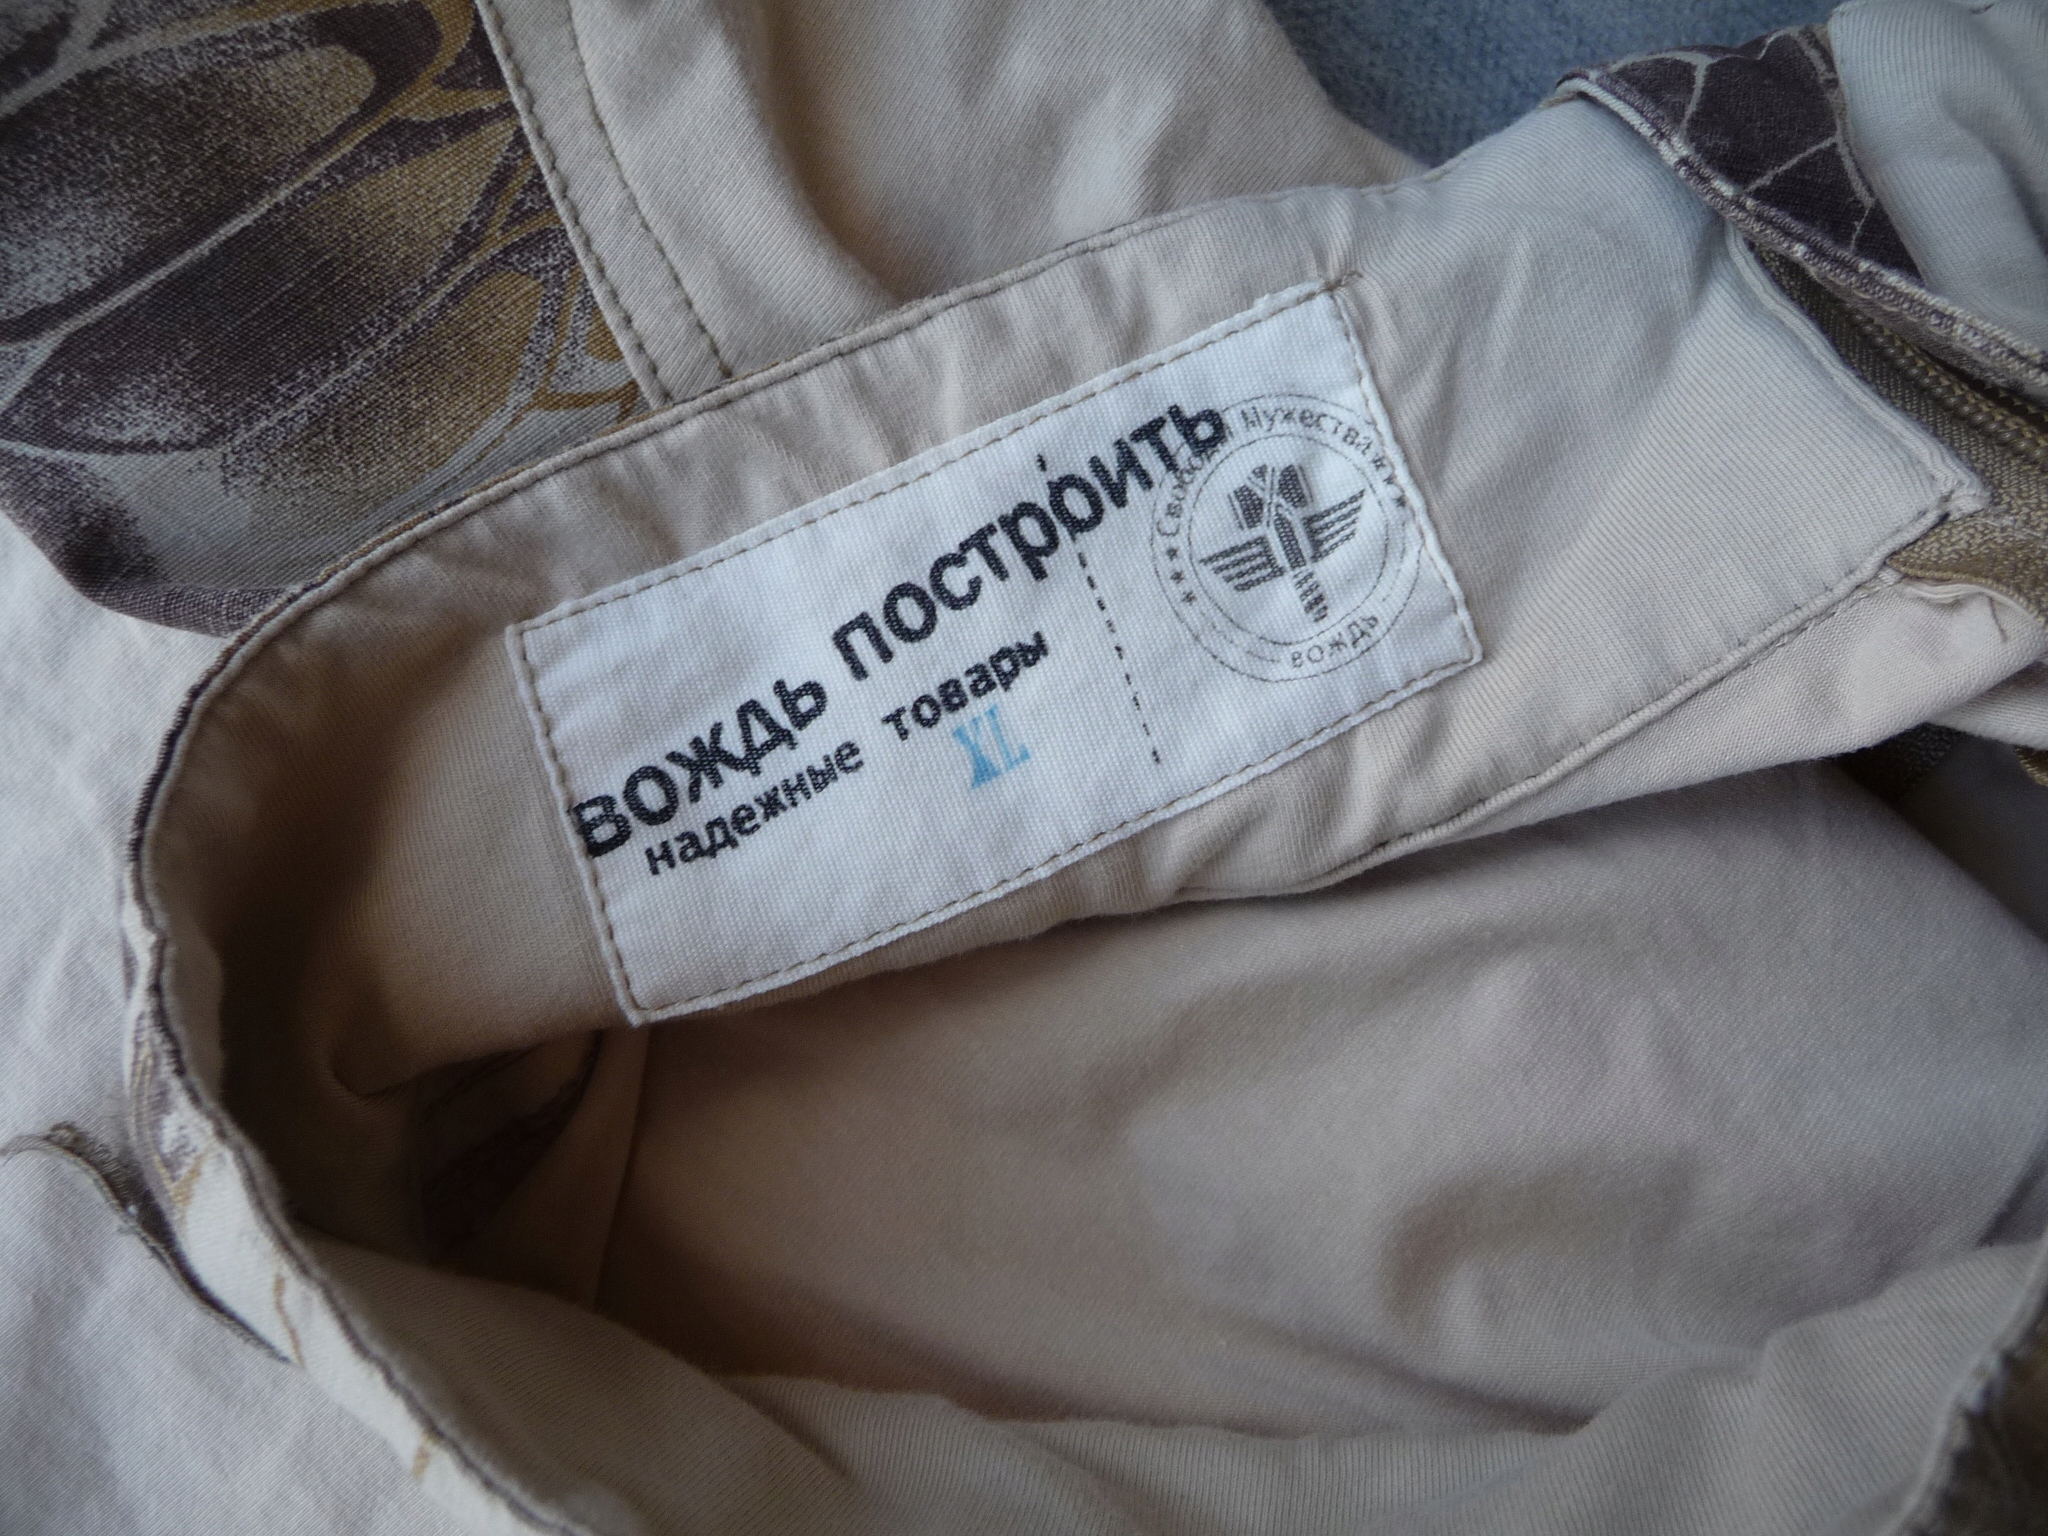 вождь построить
надежные товары
XL
Мужества
вождь